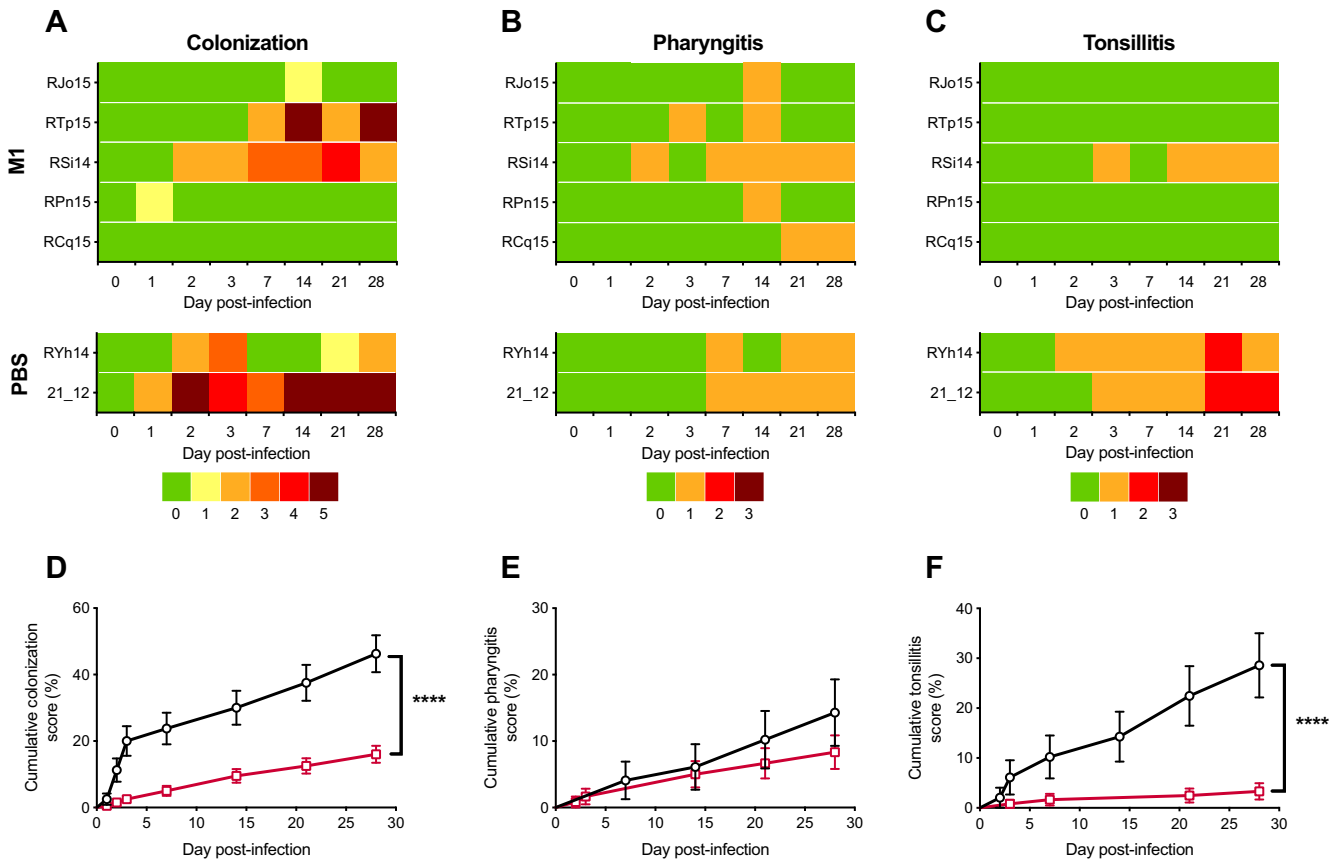 A
B
C
Colonization
Pharyngitis
Tonsillitis
M1
RJo15
RTp15
RSi14
RPn15
RCq15
0 1 2 3 7 14 21 28
Day post-infection
RJo15
RTp15
RSi14
RPn15
RCq15
0 1 2 3 7 14 21 28
Day post-infection
RJo15
RTp15
RSi14
RPn15
RCq15
0 1 2 3 7 14 21 28
Day post-infection
PBS
RYh14
21_12
0 1 2 3 7 14 21 28
Day post-infection
0 1 2 3 4 5
RYh14
21_12
0 1 2 3 7 14 21 28
Day post-infection
0 1 2 3
RYh14
21_12
0 1 2 3 7 14 21 28
Day post-infection
0 1 2 3
D
Cumulative colonization
score (%)
60
40
20
0
0 5 10 15 20 25 30
Day post-infection
****
E
Cumulative pharyngitis
score (%)
30
20
10
0
0 5 10 15 20 25 30
Day post-infection
F
Cumulative tonsillitis
score (%)
40
30
20
10
0
0 5 10 15 20 25 30
Day post-infection
****